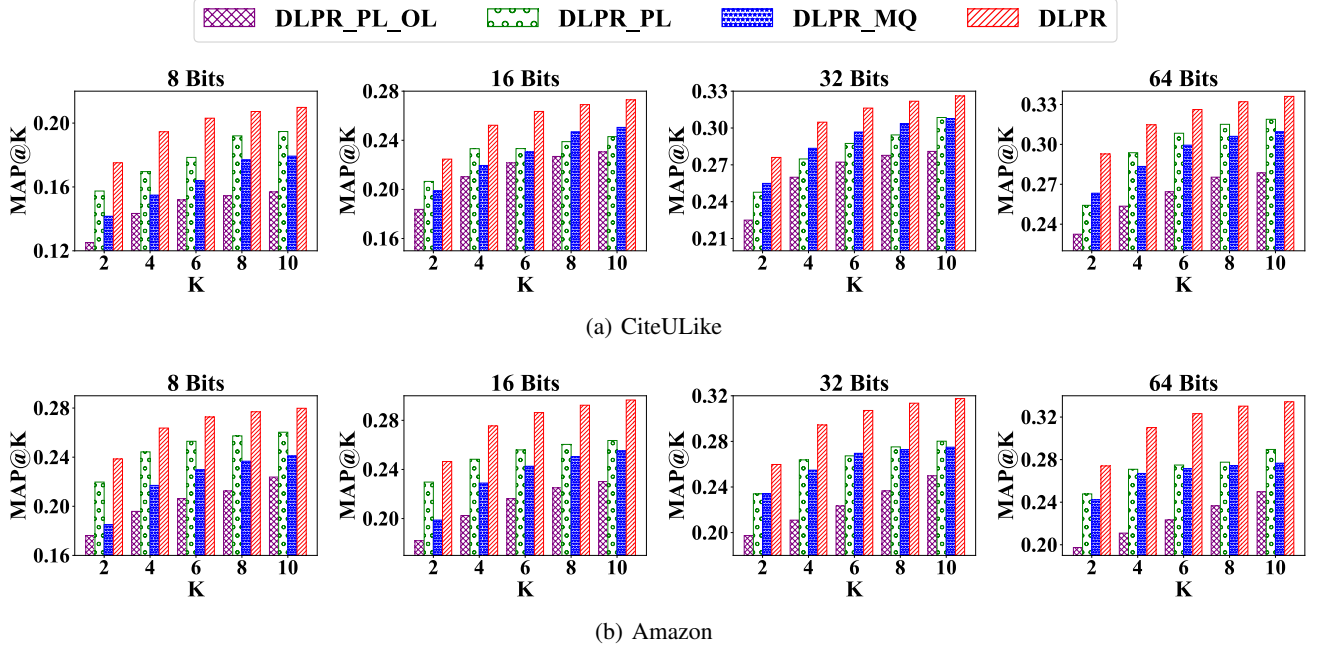 DLPR_PL_OL DLPR_PL DLPR_MQ DLPR
8 Bits
MAP@K
0.20
0.16
0.12
2 4 6 8 10
K
16 Bits
MAP@K
0.28
0.24
0.20
0.16
2 4 6 8 10
K
32 Bits
MAP@K
0.33
0.30
0.27
0.24
0.21
2 4 6 8 10
K
64 Bits
MAP@K
0.33
0.30
0.27
0.24
2 4 6 8 10
K
(a) CiteULike
8 Bits
MAP@K
0.28
0.24
0.20
0.16
2 4 6 8 10
K
16 Bits
MAP@K
0.28
0.24
0.20
2 4 6 8 10
K
32 Bits
MAP@K
0.32
0.28
0.24
0.20
2 4 6 8 10
K
64 Bits
MAP@K
0.32
0.28
0.24
0.20
2 4 6 8 10
K
(b) Amazon